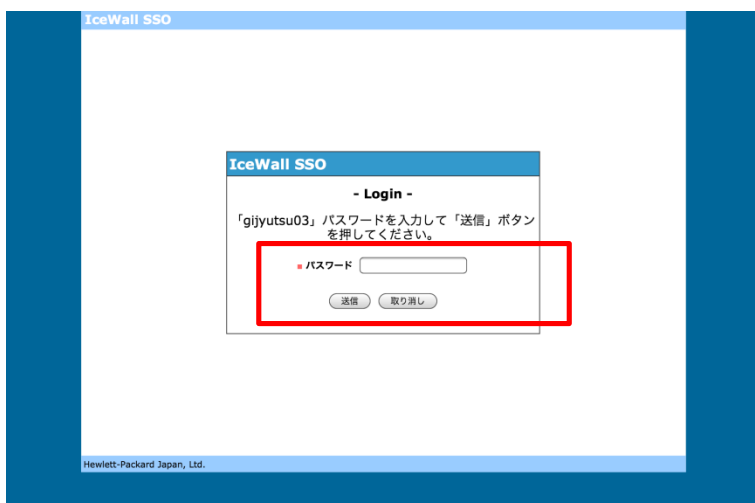 IceWall SSO
IceWall SSO
- Login -
「gijyutsu03」パスワードを入力して「送信」ボタン
を押してください。
パスワード
送信 取り消し
Hewlett-Packard Japan, Ltd.